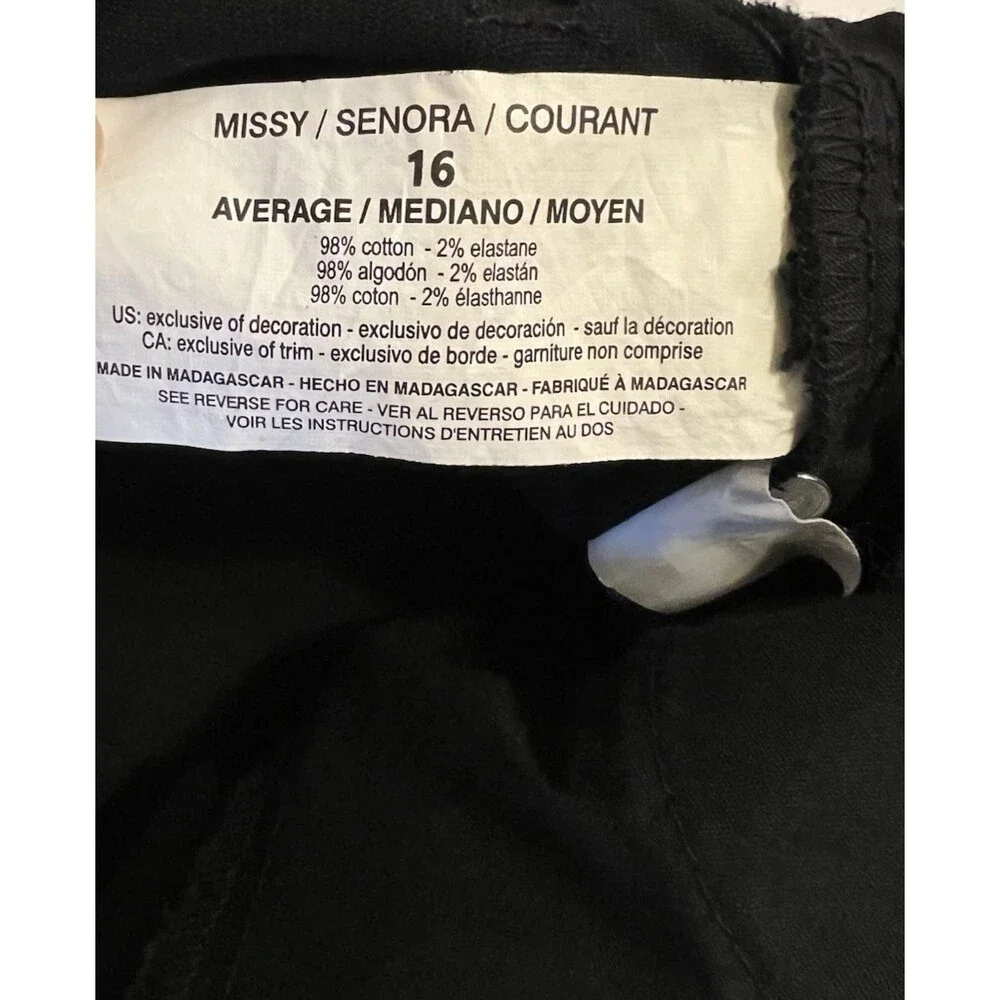 MISSY / SENORA / COURANT
16
AVERAGE / MEDIANO / MOYEN
98% cotton - 2% elastane
98% algodón - 2% elastán
98% coton - 2% élasthanne
US: exclusive of decoration - exclusivo de decoración - sauf la décoration
CA: exclusive of trim - exclusivo de borde - garniture non comprise
MADE IN MADAGASCAR - HECHO EN MADAGASCAR - FABRIQUÉ À MADAGASCAR
SEE REVERSE FOR CARE - VER AL REVERSO PARA EL CUIDADO -
VOIR LES INSTRUCTIONS D'ENTRETIEN AU DOS